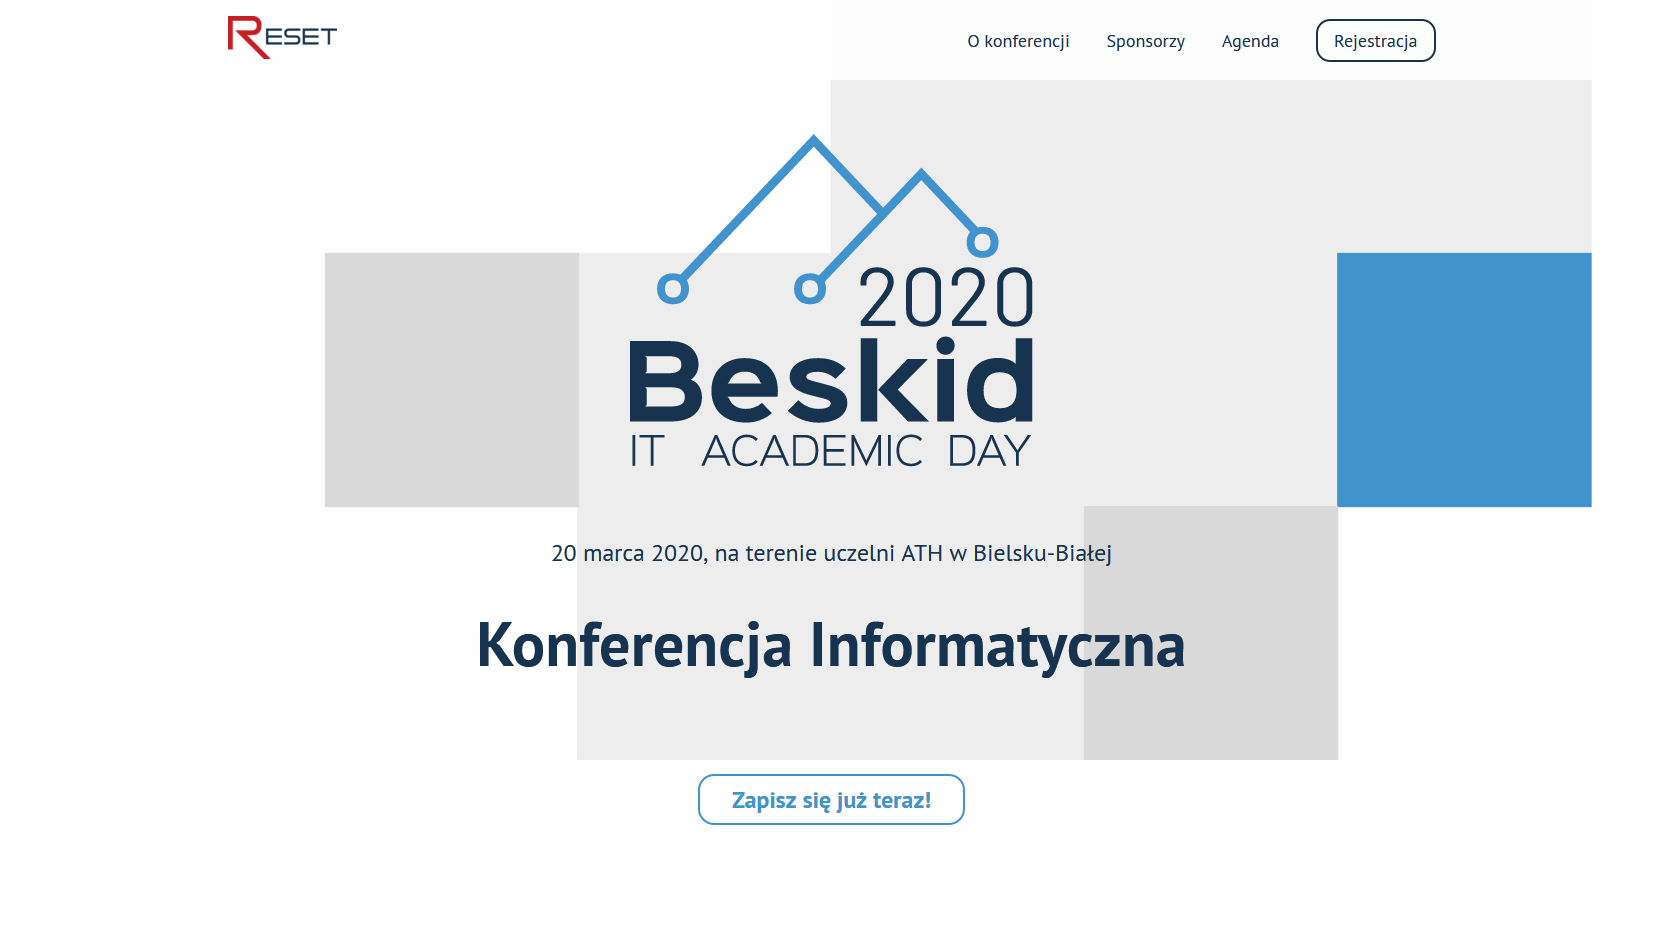 RESET
O konferencji
Sponsorzy
Agenda
Rejestracja
2020
Beskid
IT ACADEMIC DAY
20 marca 2020, na terenie uczelni ATH w Bielsku-Białej
Konferencja Informatyczna
Zapisz się już teraz!